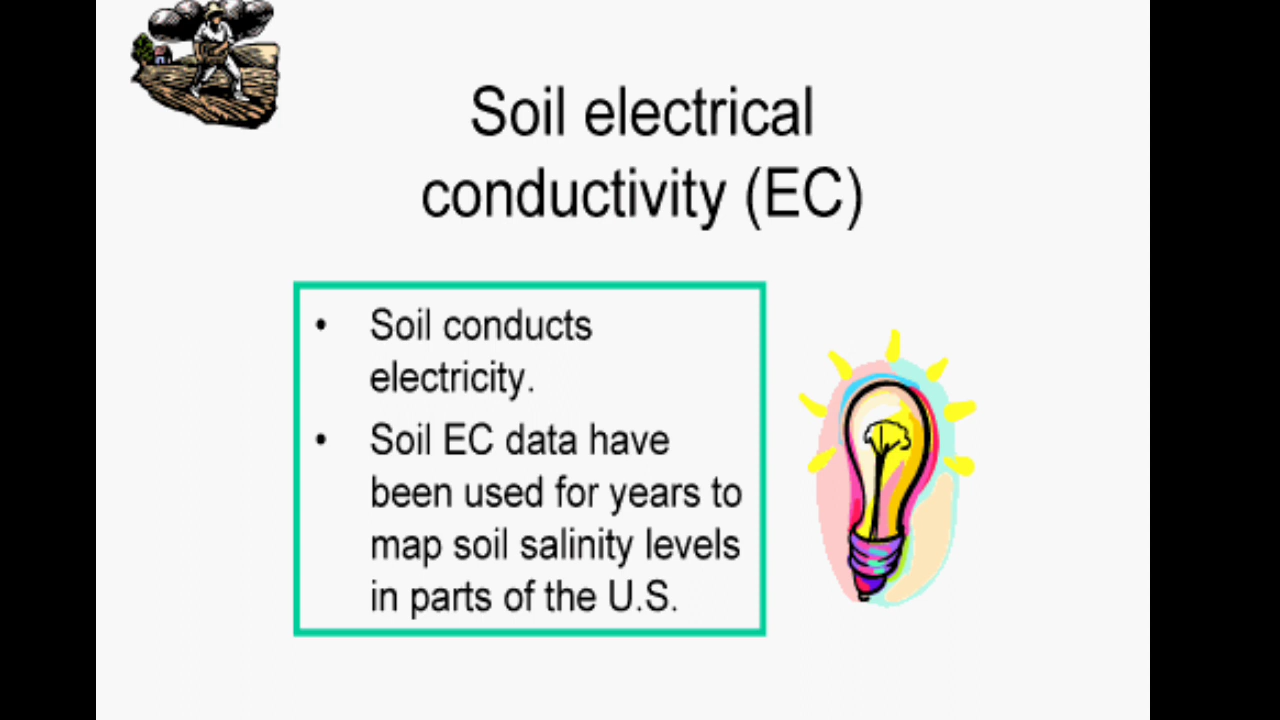 Soil electrical
conductivity (EC)
• Soil conducts
electricity.
• Soil EC data have
been used for years to
map soil salinity levels
in parts of the U.S.